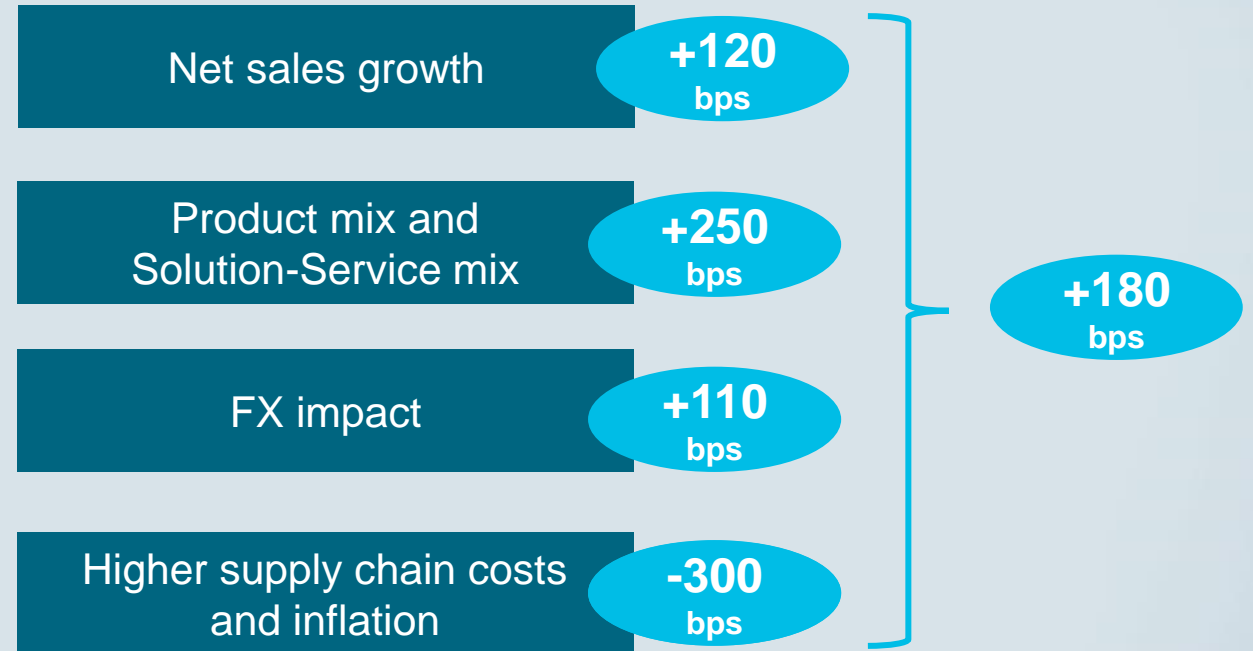 Net sales growth
+120
bps
Product mix and
Solution-Service mix
+250
bps
+180
bps
FX impact
+110
bps
Higher supply chain costs
and inflation
-300
bps